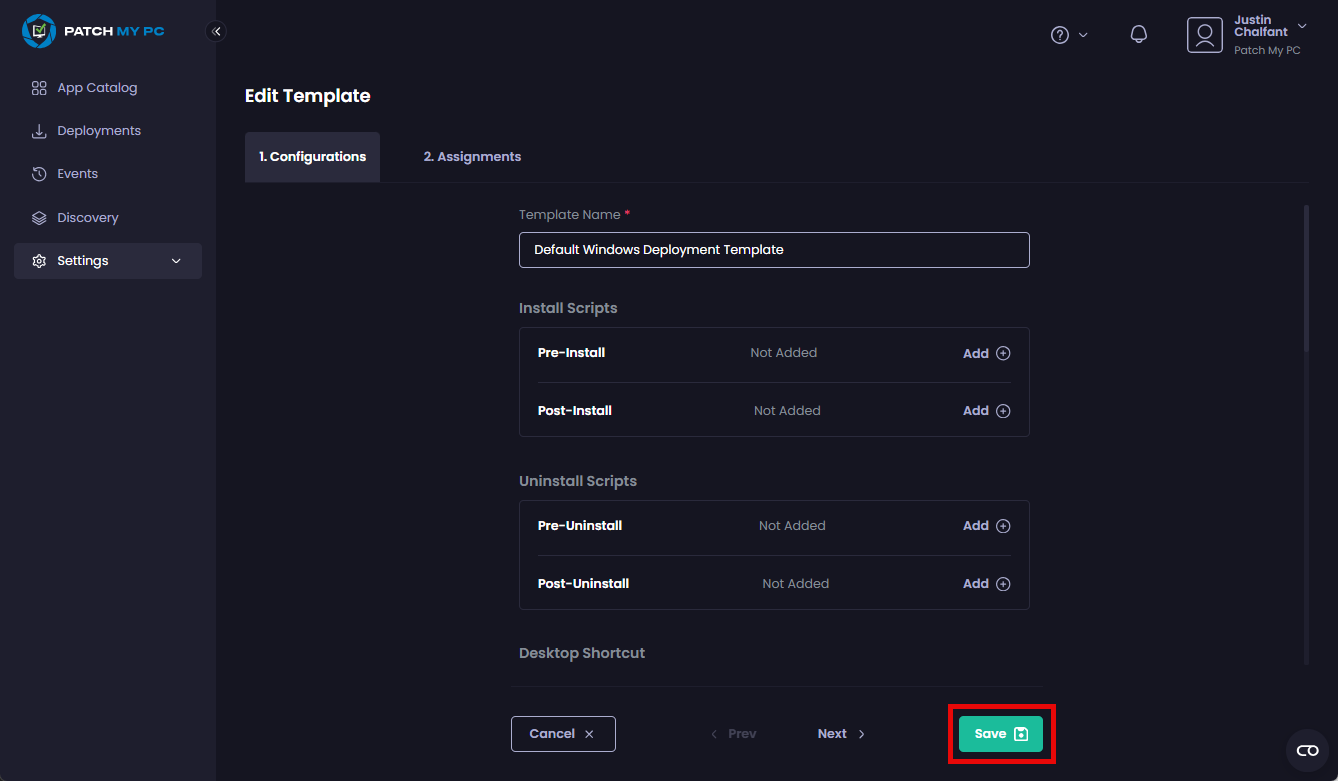 PATCH MY PC
Justin
Chalfant
Patch My PC
App Catalog
Deployments
Events
Discovery
Settings
Edit Template
1. Configurations
2. Assignments
Template Name *
Default Windows Deployment Template
Install Scripts
Pre-Install Not Added Add
Post-Install Not Added Add
Uninstall Scripts
Pre-Uninstall Not Added Add
Post-Uninstall Not Added Add
Desktop Shortcut
Cancel Prev Next Save